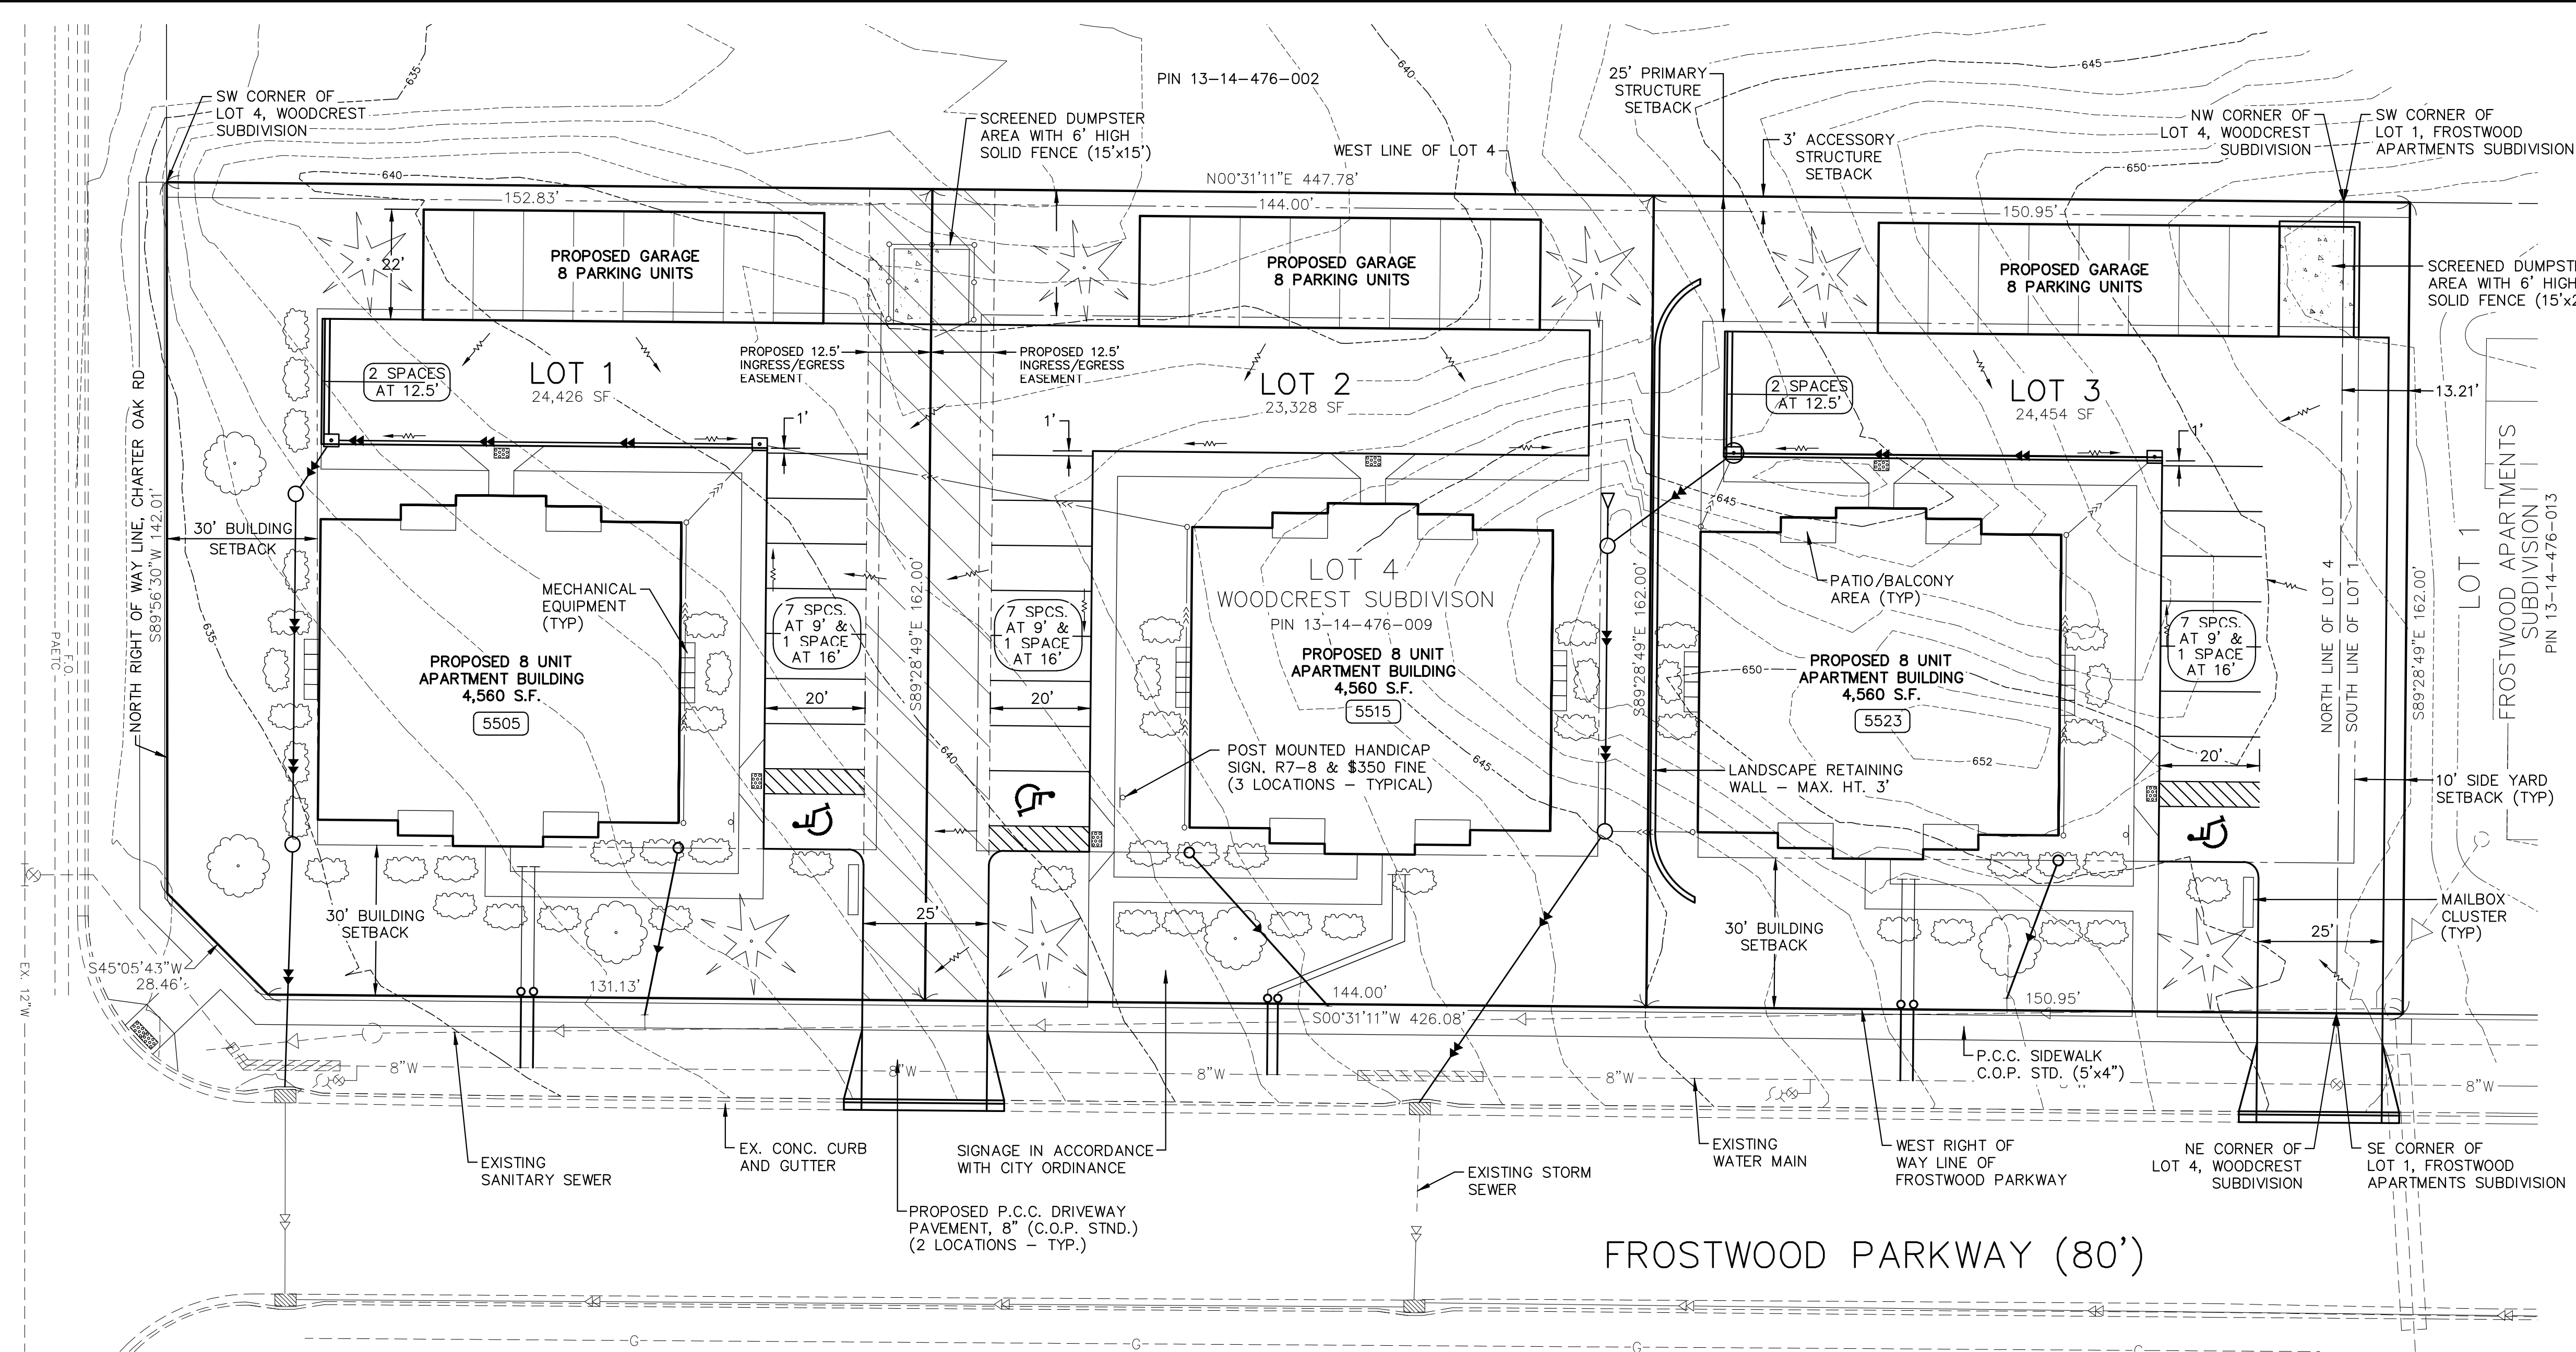 635
PIN 13-14-476-002
640
645
25' PRIMARY
STRUCTURE
SETBACK
SW CORNER OF
LOT 4, WOODCREST
SUBDIVISION
SCREENED DUMPSTER
AREA WITH 6' HIGH
SOLID FENCE (15'x15')
WEST LINE OF LOT 4
3' ACCESSORY
STRUCTURE
SETBACK
NW CORNER OF
LOT 4, WOODCREST
SUBDIVISION
SW CORNER OF
LOT 1, FROSTWOOD
APARTMENTS SUBDIVISION
650
640
N00°31'11"E 447.78'
152.83'
144.00'
150.95'
22'
PROPOSED GARAGE
8 PARKING UNITS
PROPOSED GARAGE
8 PARKING UNITS
PROPOSED GARAGE
8 PARKING UNITS
SCREENED DUMPSTE
AREA WITH 6' HIGH
SOLID FENCE (15'x2
PROPOSED 12.5'
INGRESS/EGRESS
EASEMENT
PROPOSED 12.5'
INGRESS/EGRESS
EASEMENT
2 SPACES
AT 12.5'
LOT 1
24,426 SF
LOT 2
23,328 SF
2 SPACES
AT 12.5'
LOT 3
24,454 SF
13.21'
1'
1'
1'
NORTH RIGHT OF WAY LINE, CHARTER OAK RD
S89°56'30"W 142.01'
30' BUILDING
SETBACK
645
635
MECHANICAL
EQUIPMENT
(TYP)
LOT 4
WOODCREST SUBDIVISON
PIN 13-14-476-009
PATIO/BALCONY
AREA (TYP)
7 SPCS.
AT 9' &
1 SPACE
AT 16'
7 SPCS.
AT 9' &
1 SPACE
AT 16'
7 SPCS.
AT 9' &
1 SPACE
AT 16'
S89°28'49"E 162.00'
S89°28'49"E 162.00'
S89°28'49"E 162.00'
NORTH LINE OF LOT 4
SOUTH LINE OF LOT 1
LOT 1
FROSTWOOD APARTMENTS
SUBDIVISION
PIN 13-14-476-013
PROPOSED 8 UNIT
APARTMENT BUILDING
4,560 S.F.
5505
PROPOSED 8 UNIT
APARTMENT BUILDING
4,560 S.F.
5515
650
PROPOSED 8 UNIT
APARTMENT BUILDING
4,560 S.F.
5523
20'
20'
20'
640
645
652
POST MOUNTED HANDICAP
SIGN, R7-8 & $350 FINE
(3 LOCATIONS - TYPICAL)
LANDSCAPE RETAINING
WALL - MAX. HT. 3'
10' SIDE YARD
SETBACK (TYP)
F.O.
PAETC
EX. 12"W
30' BUILDING
SETBACK
25'
30' BUILDING
SETBACK
25'
MAILBOX
CLUSTER
(TYP)
S45°05'43"W
28.46'
131.13'
144.00'
150.95'
S00°31'11"W 426.08'
8"W
8"W
8"W
8"W
8"W
P.C.C. SIDEWALK
C.O.P. STD. (5'x4")
EXISTING
SANITARY SEWER
EX. CONC. CURB
AND GUTTER
SIGNAGE IN ACCORDANCE
WITH CITY ORDINANCE
EXISTING STORM
SEWER
EXISTING
WATER MAIN
WEST RIGHT OF
WAY LINE OF
FROSTWOOD PARKWAY
NE CORNER OF
LOT 4, WOODCREST
SUBDIVISION
SE CORNER OF
LOT 1, FROSTWOOD
APARTMENTS SUBDIVISION
PROPOSED P.C.C. DRIVEWAY
PAVEMENT, 8" (C.O.P. STND.)
(2 LOCATIONS - TYP.)
FROSTWOOD PARKWAY (80')
G
G
G